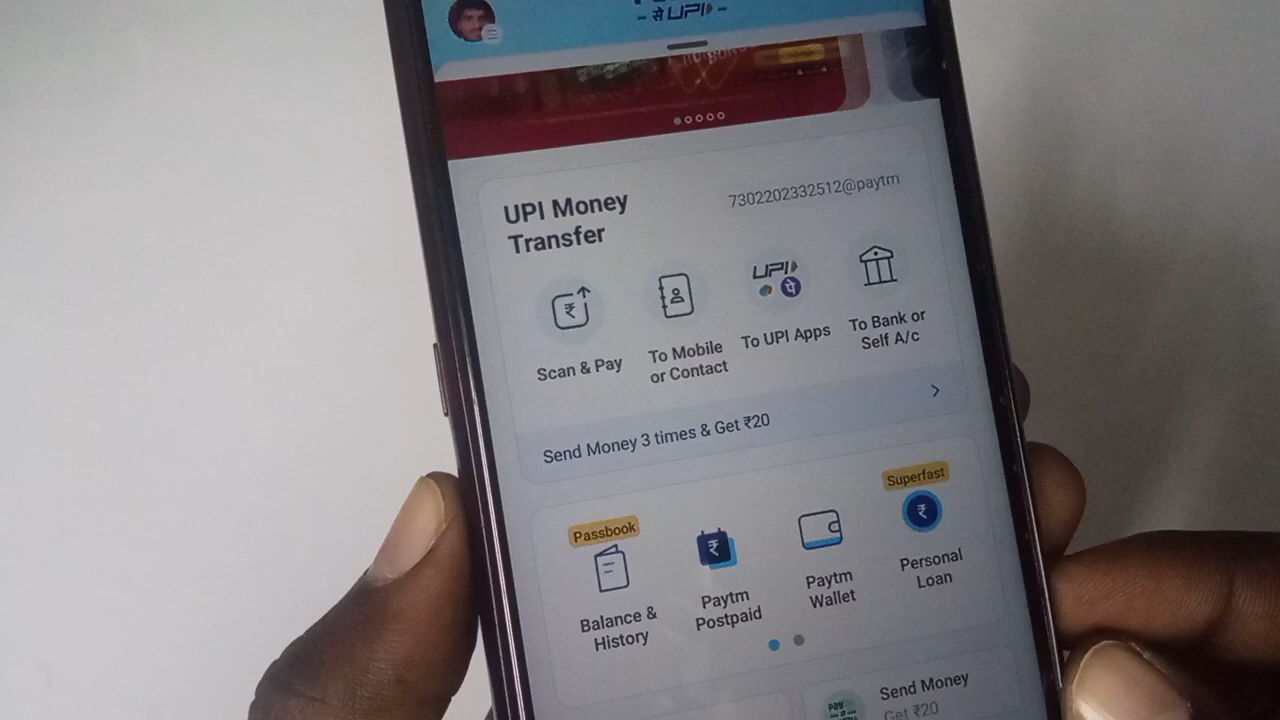 - से UPI -
UPI Money
Transfer
7302202332512@paytm
UPI
पे
Scan & Pay
To Mobile
or Contact
To UPI Apps
To Bank or
Self A/c
Send Money 3 times & Get ₹20
Passbook
Superfast
Balance &
History
Paytm
Postpaid
Paytm
Wallet
Personal
Loan
Send Money
Get ₹20